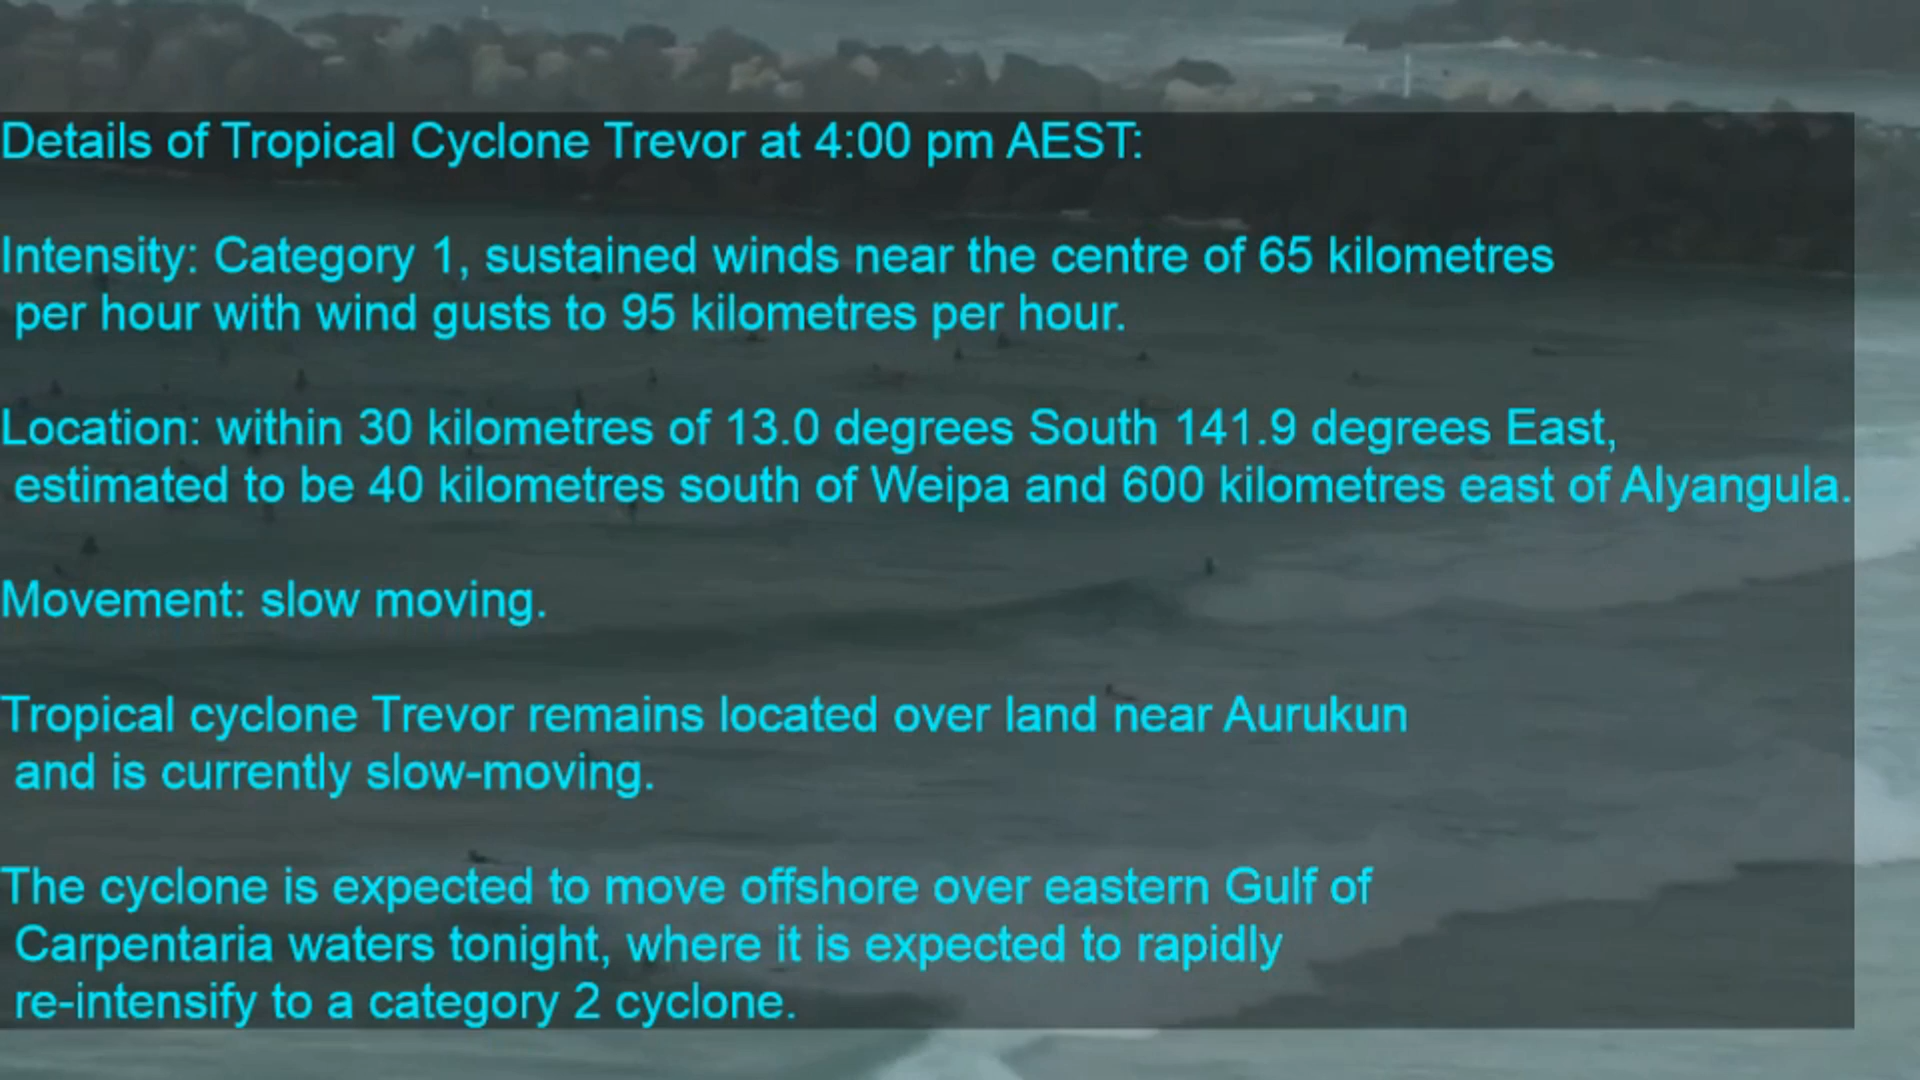 Details of Tropical Cyclone Trevor at 4:00 pm AEST:
Intensity: Category 1, sustained winds near the centre of 65 kilometres
per hour with wind gusts to 95 kilometres per hour.
Location: within 30 kilometres of 13.0 degrees South 141.9 degrees East,
estimated to be 40 kilometres south of Weipa and 600 kilometres east of Alyangula.
Movement: slow moving.
Tropical cyclone Trevor remains located over land near Aurukun
and is currently slow-moving.
The cyclone is expected to move offshore over eastern Gulf of
Carpentaria waters tonight, where it is expected to rapidly
re-intensify to a category 2 cyclone.